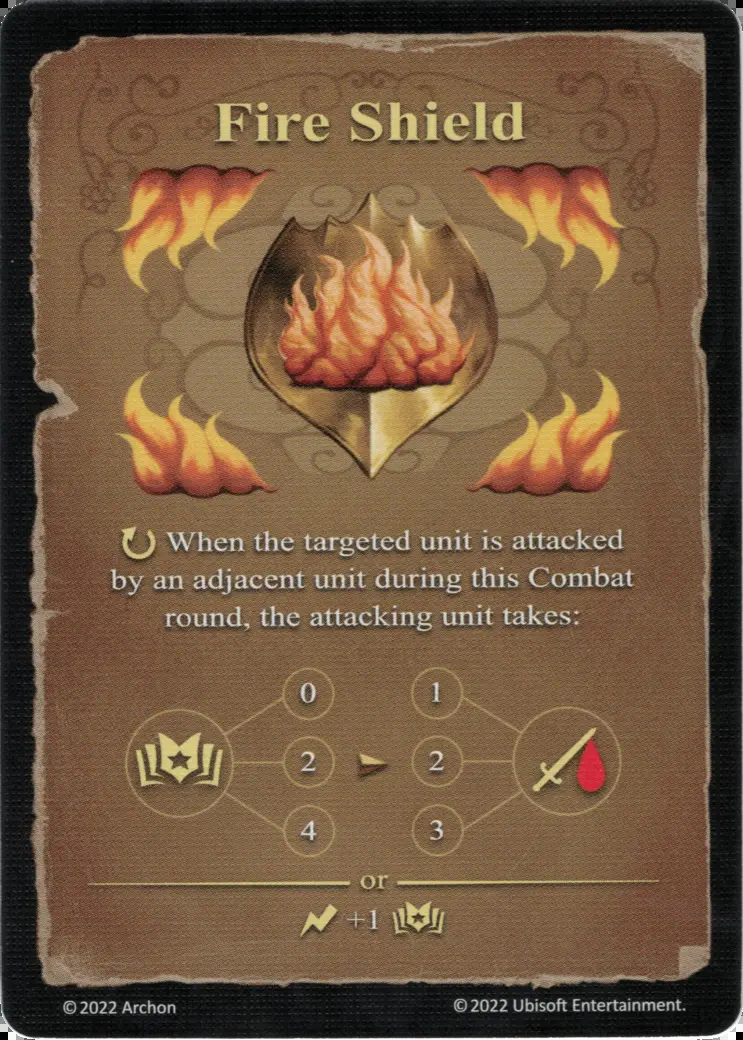 Fire Shield
When the targeted unit is attacked
by an adjacent unit during this Combat
round, the attacking unit takes:
0 1
2 2
4 3
or
+1
© 2022 Archon © 2022 Ubisoft Entertainment.